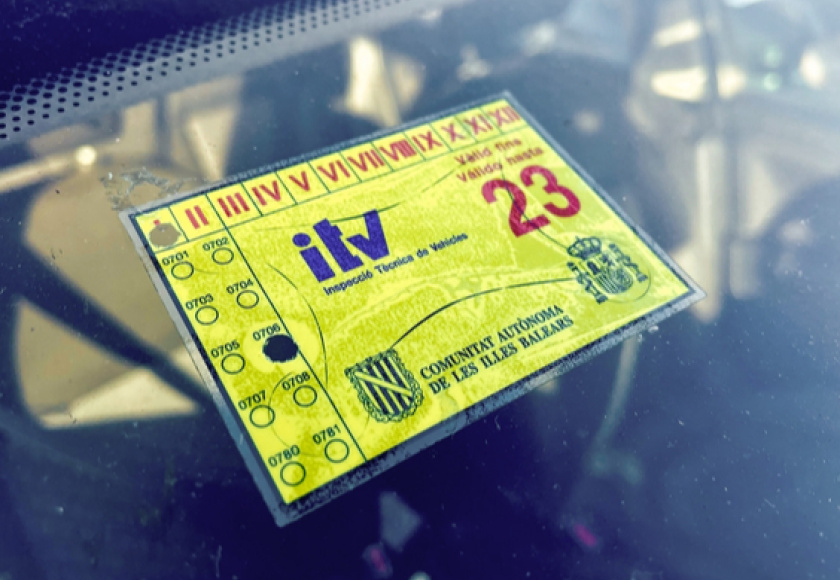 I II III IV V VI VII VIII IX X XI XII
Vàlid fins
Válido hasta
23
itv
Inspecció Tècnica de Vehicles
0701 0702
0703 0704
0705 0706
0707 0708
0780 0781
COMUNITAT AUTÒNOMA
DE LES ILLES BALEARS